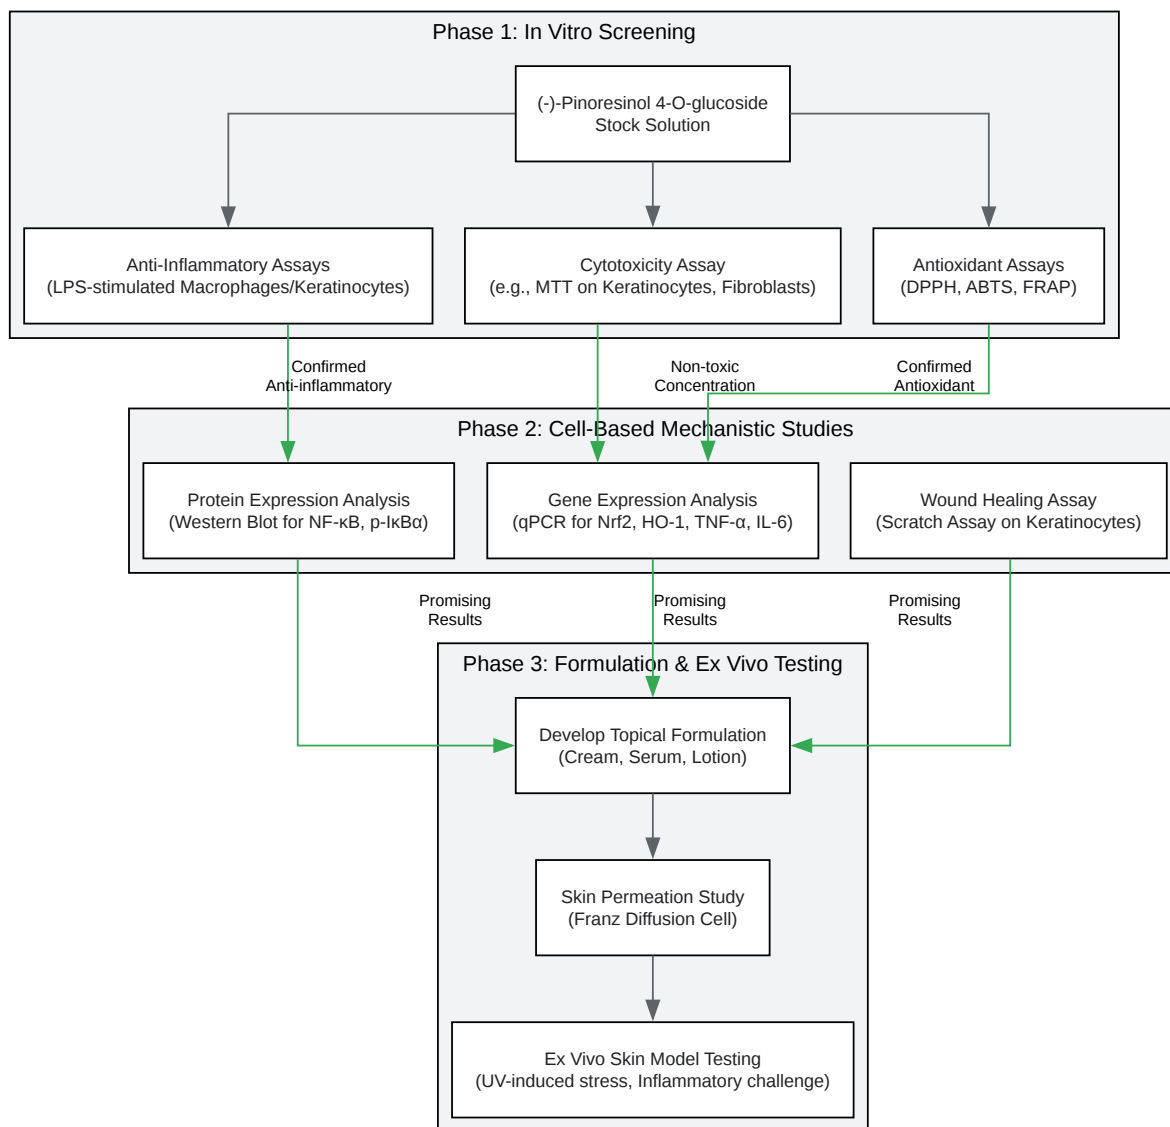 Phase 1: In Vitro Screening
(-)-Pinoresinol 4-O-glucoside
Stock Solution
Anti-Inflammatory Assays
(LPS-stimulated Macrophages/Keratinocytes)
Cytotoxicity Assay
(e.g., MTT on Keratinocytes, Fibroblasts)
Antioxidant Assays
(DPPH, ABTS, FRAP)
Confirmed
Anti-inflammatory
Non-toxic
Concentration
Confirmed
Antioxidant
Phase 2: Cell-Based Mechanistic Studies
Protein Expression Analysis
(Western Blot for NF-κB, p-IκBα)
Gene Expression Analysis
(qPCR for Nrf2, HO-1, TNF-α, IL-6)
Wound Healing Assay
(Scratch Assay on Keratinocytes)
Promising
Results
Promising
Results
Promising
Results
Phase 3: Formulation & Ex Vivo Testing
Develop Topical Formulation
(Cream, Serum, Lotion)
Skin Permeation Study
(Franz Diffusion Cell)
Ex Vivo Skin Model Testing
(UV-induced stress, Inflammatory challenge)